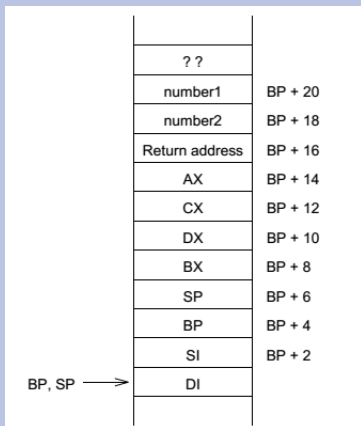 ? ?
number1 BP + 20
number2 BP + 18
Return address BP + 16
AX BP + 14
CX BP + 12
DX BP + 10
BX BP + 8
SP BP + 6
BP BP + 4
SI BP + 2
BP, SP DI